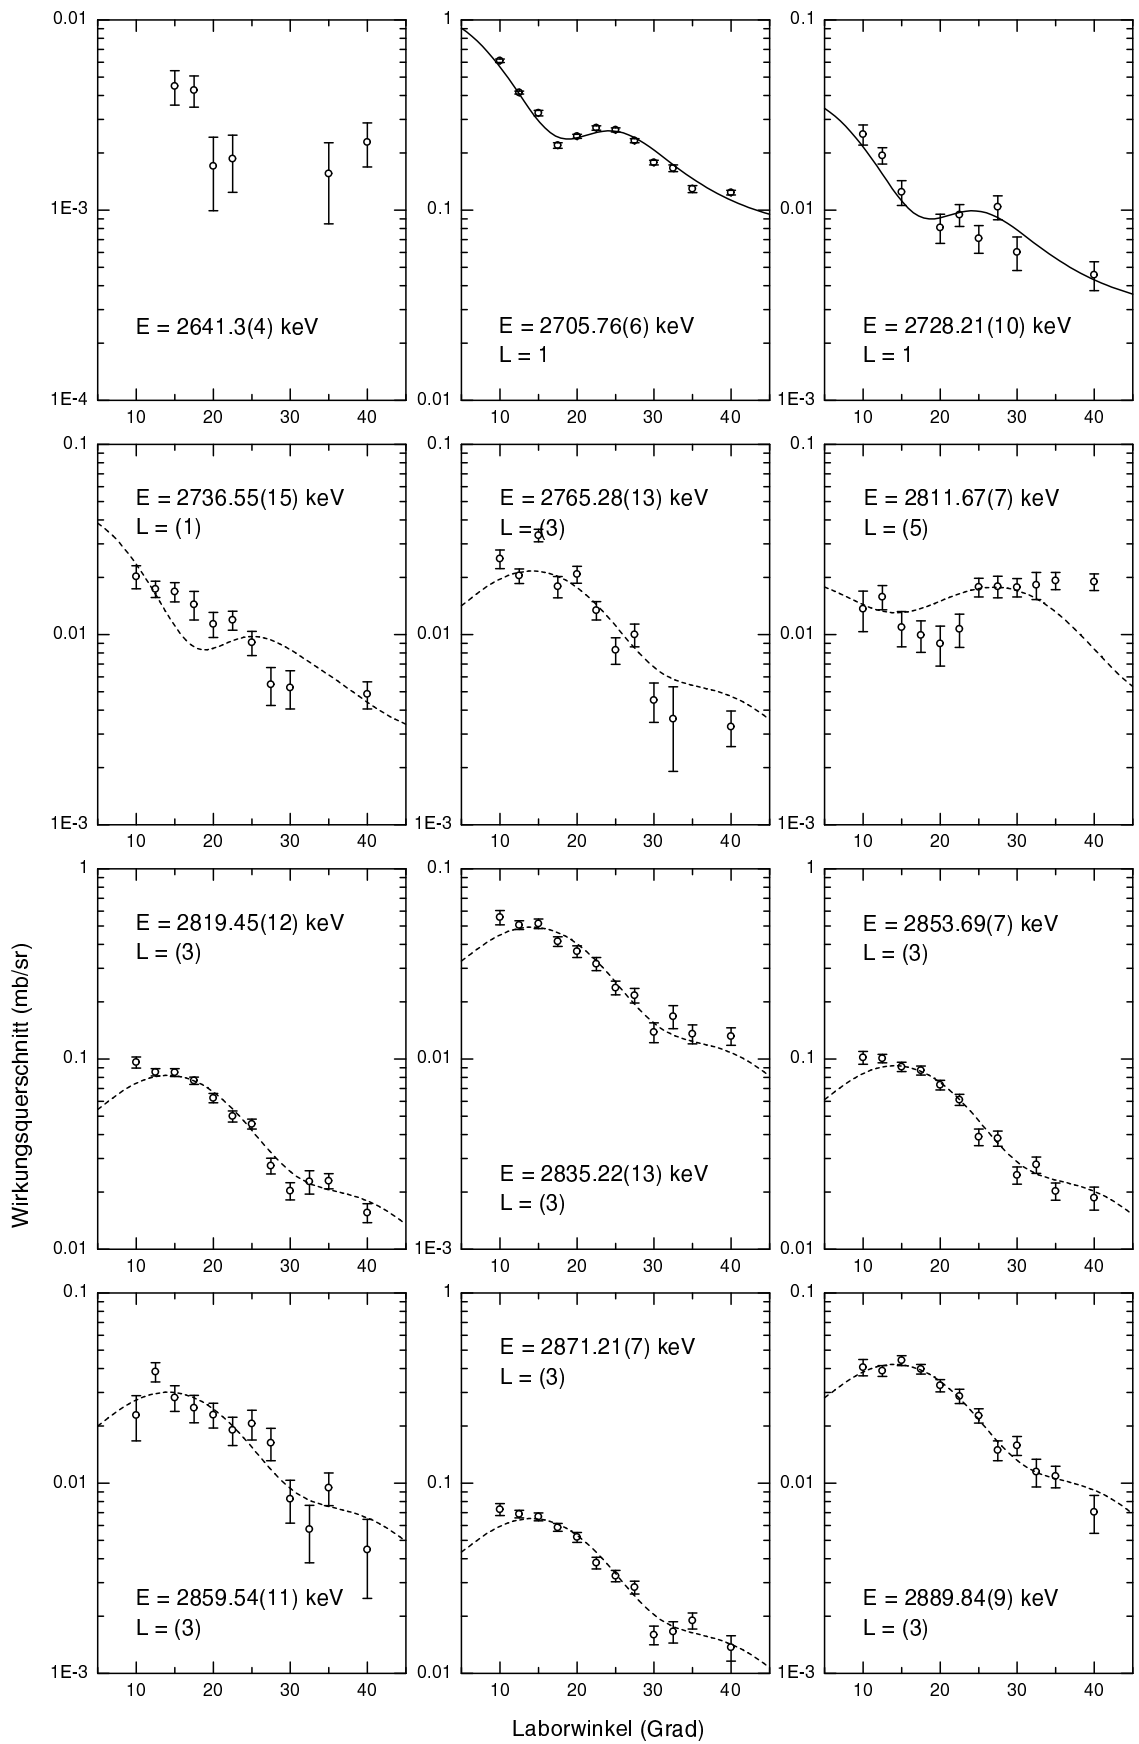 0.01
1E-3
1E-4
10 20 30 40
E = 2641.3(4) keV
1
0.1
0.01
10 20 30 40
E = 2705.76(6) keV
L = 1
0.1
0.01
1E-3
10 20 30 40
E = 2728.21(10) keV
L = 1
0.1
0.01
1E-3
10 20 30 40
E = 2736.55(15) keV
L = (1)
0.1
0.01
1E-3
10 20 30 40
E = 2765.28(13) keV
L = (3)
0.1
0.01
1E-3
10 20 30 40
E = 2811.67(7) keV
L = (5)
Wirkungsquerschnitt (mb/sr)
1
0.1
0.01
10 20 30 40
E = 2819.45(12) keV
L = (3)
0.1
0.01
1E-3
10 20 30 40
E = 2835.22(13) keV
L = (3)
1
0.1
0.01
10 20 30 40
E = 2853.69(7) keV
L = (3)
0.1
0.01
1E-3
10 20 30 40
E = 2859.54(11) keV
L = (3)
1
0.1
0.01
10 20 30 40
E = 2871.21(7) keV
L = (3)
0.1
0.01
1E-3
10 20 30 40
E = 2889.84(9) keV
L = (3)
Laborwinkel (Grad)